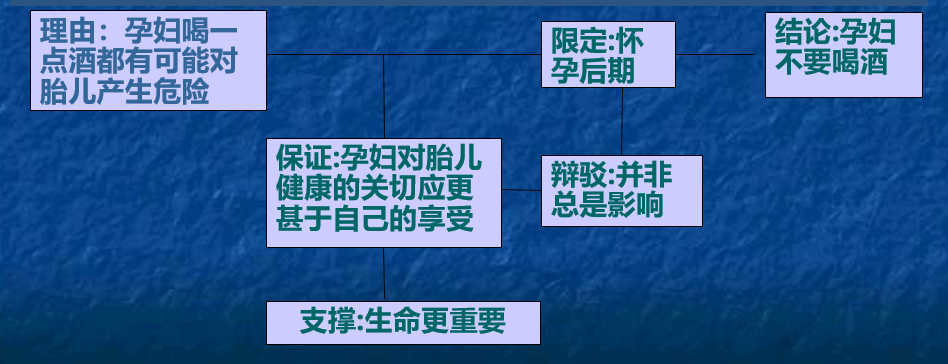 理由：孕妇喝一
点酒都有可能对
胎儿产生危险
限定:怀
孕后期
结论:孕妇
不要喝酒
保证:孕妇对胎儿
健康的关切应更
甚于自己的享受
辩驳:并非
总是影响
支撑:生命更重要